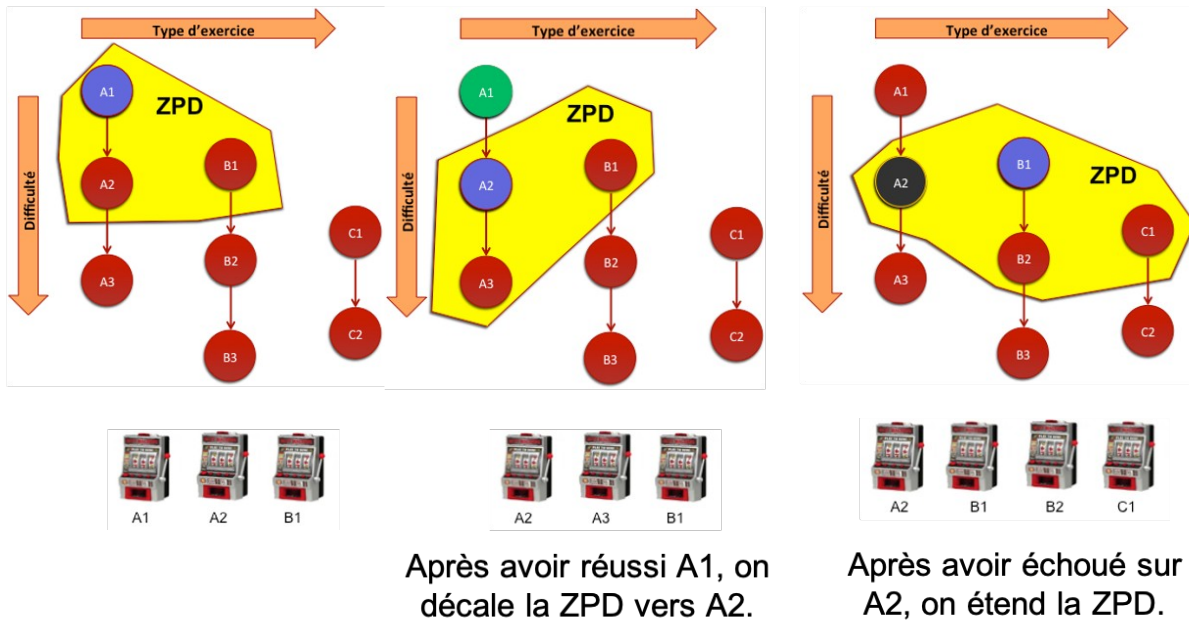 Type d'exercice
Difficulté
ZPD
A1
A2
B1
A3
B2
C1
B3
C2
A1 A2 B1
Type d'exercice
Difficulté
A1
ZPD
A2
B1
A3
B2
C1
B3
C2
A2 A3 B1
Après avoir réussi A1, on
décale la ZPD vers A2.
Type d'exercice
Difficulté
A1
A2
B1
ZPD
A3
B2
C1
B3
C2
A2 B1 B2 C1
Après avoir échoué sur
A2, on étend la ZPD.